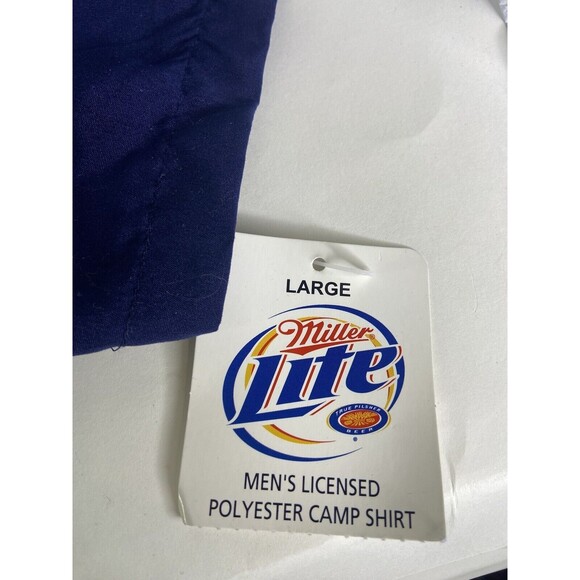 LARGE
Miller
Lite
TRUE PILSNER
BEER
®
MEN'S LICENSED
POLYESTER CAMP SHIRT